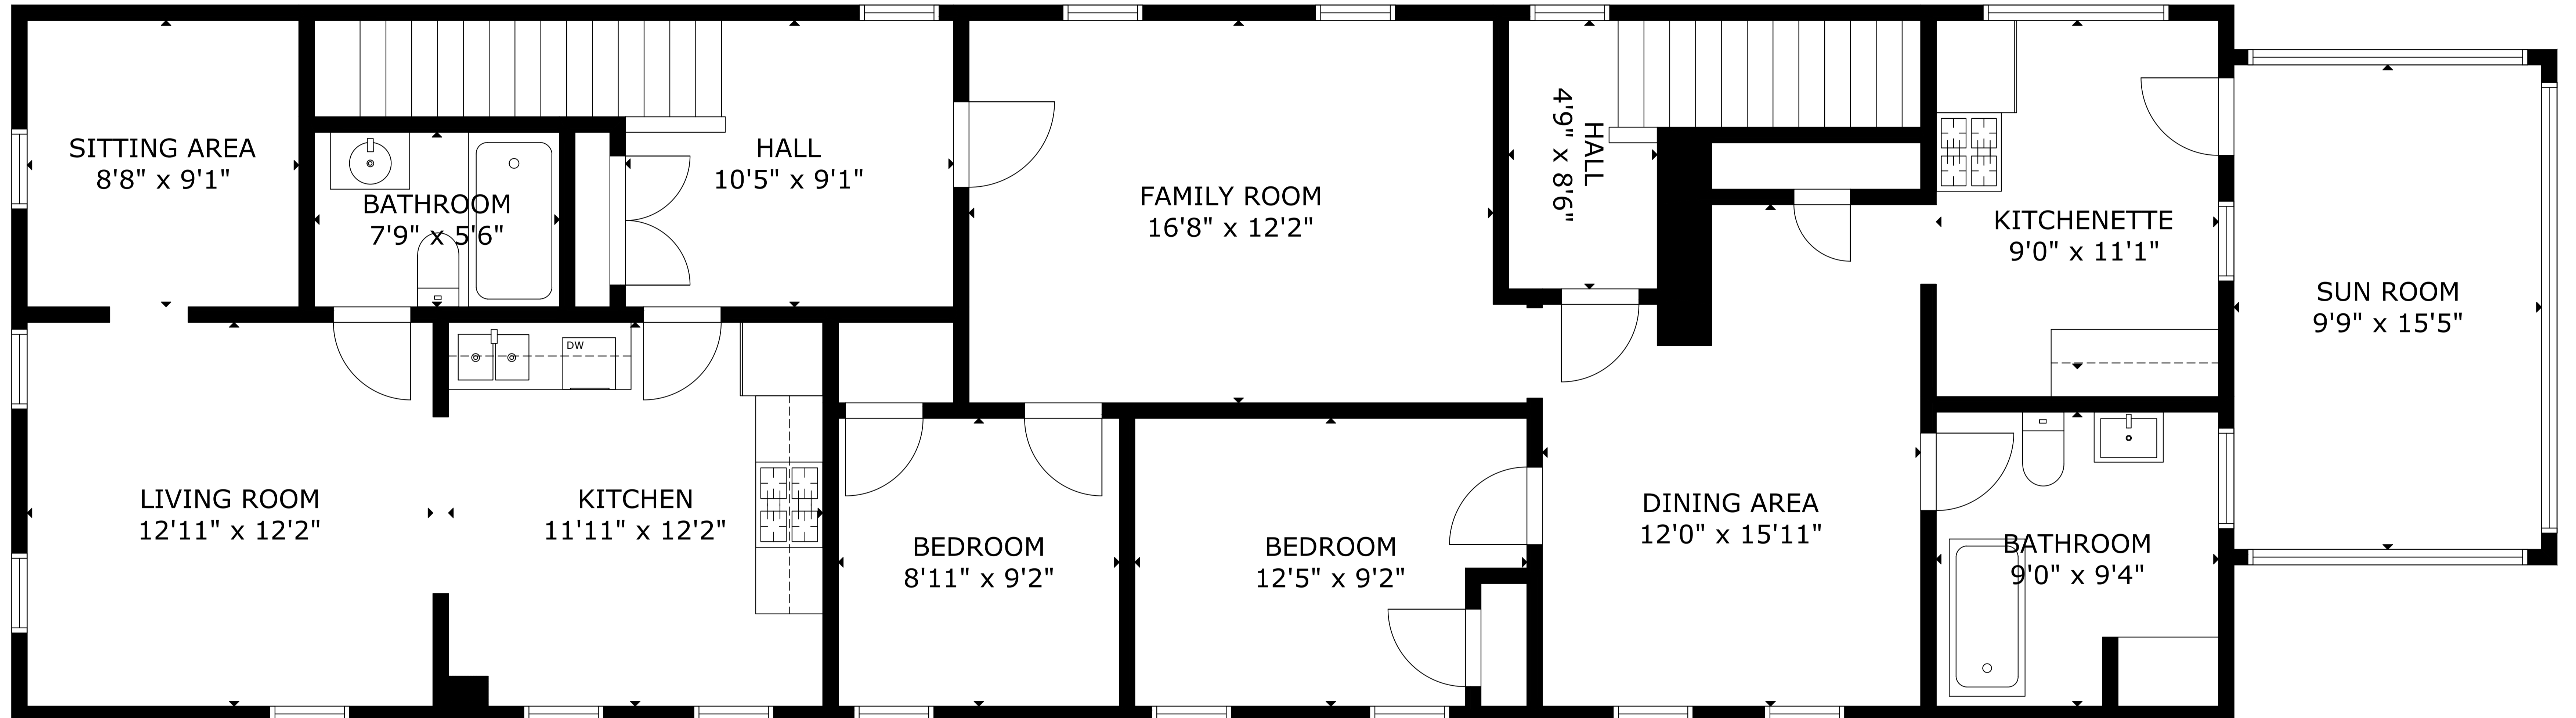 SITTING AREA
8'8" x 9'1"
BATHROOM
7'9" x 5'6"
HALL
10'5" x 9'1"
FAMILY ROOM
16'8" x 12'2"
HALL
4'9" x 8'6"
KITCHENETTE
9'0" x 11'1"
SUN ROOM
9'9" x 15'5"
DW
LIVING ROOM
12'11" x 12'2"
KITCHEN
11'11" x 12'2"
BEDROOM
8'11" x 9'2"
BEDROOM
12'5" x 9'2"
DINING AREA
12'0" x 15'11"
BATHROOM
9'0" x 9'4"